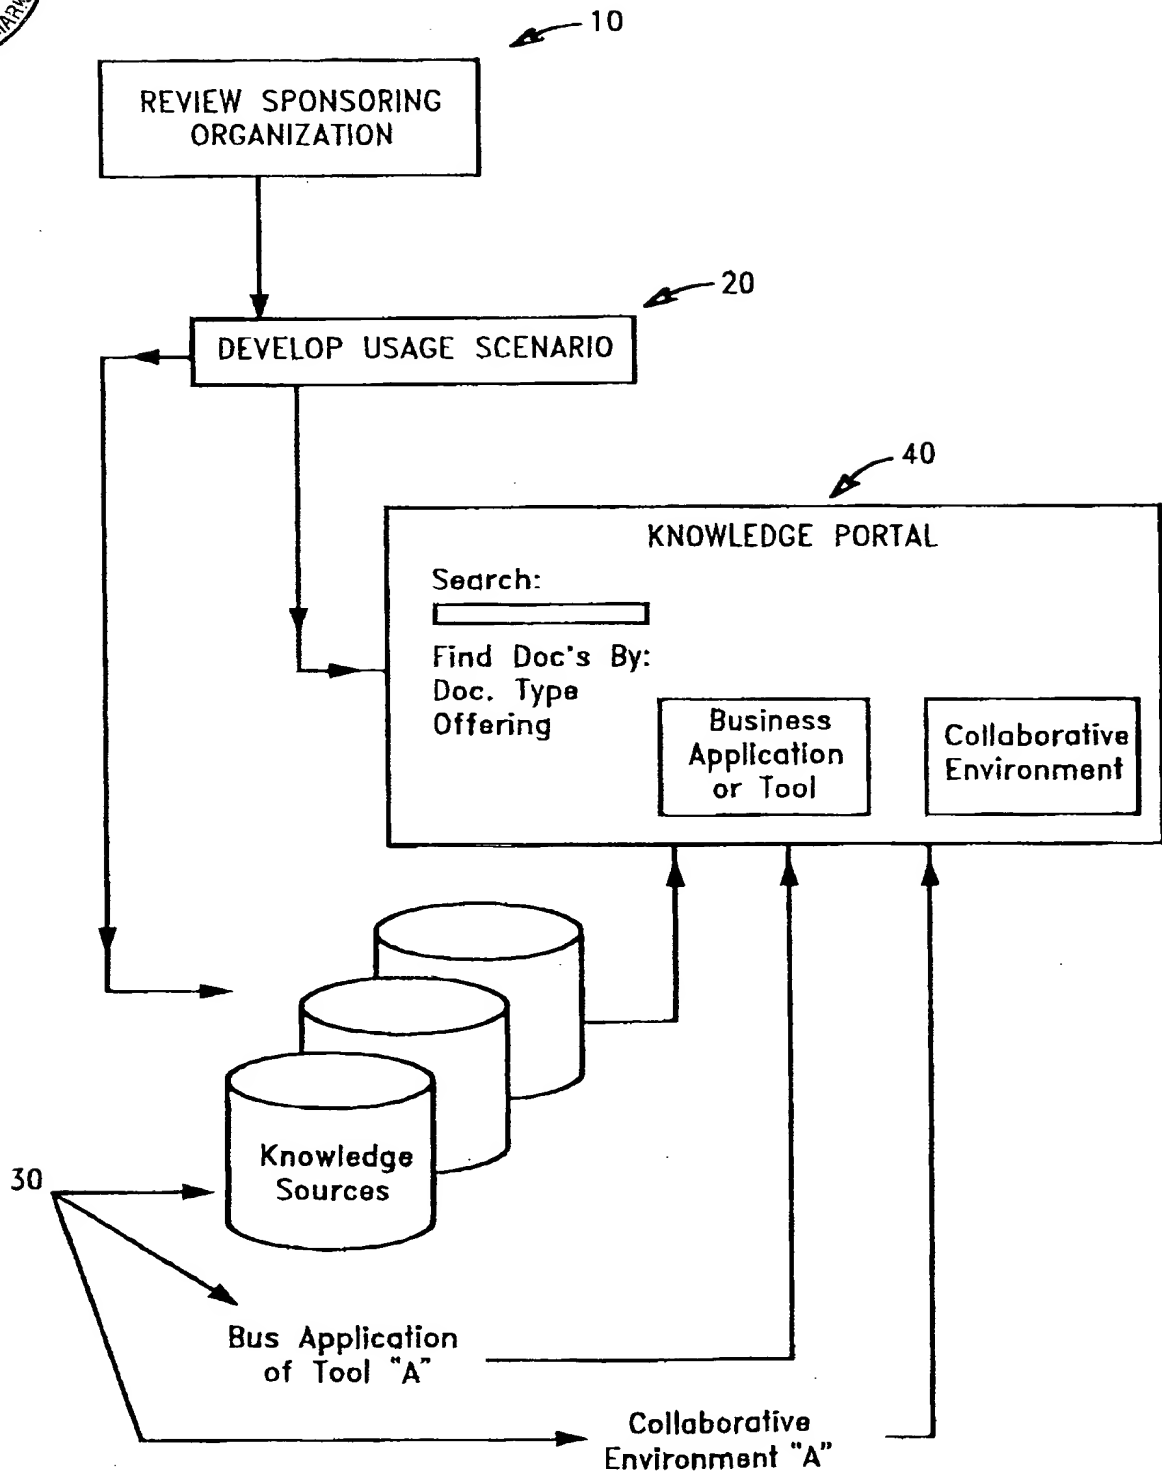 10
REVIEW SPONSORING
ORGANIZATION
20
DEVELOP USAGE SCENARIO
40
KNOWLEDGE PORTAL
Search:
Find Doc's By:
Doc. Type
Offering
Business
Application
or Tool
Collaborative
Environment
Knowledge
Sources
30
Bus Application
of Tool "A"
Collaborative
Environment "A"